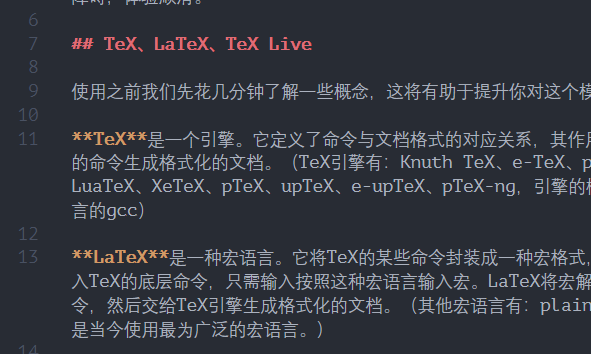 6 障时，体验顺滑。
7 ## TeX、LaTeX、TeX Live
8
9 使用之前我们先花几分钟了解一些概念，这将有助于提升你对这个模
10
11 **TeX**是一个引擎。它定义了命令与文档格式的对应关系，其作用
的命令生成格式化的文档。（TeX引擎有：Knuth TeX、e-TeX、p
LuaTeX、XeTeX、pTeX、upTeX、e-upTeX、pTeX-ng，引擎的
言的gcc）
12
13 **LaTeX**是一种宏语言。它将TeX的某些命令封装成一种宏格式，
入TeX的底层命令，只需输入按照这种宏语言输入宏。LaTeX将宏解
令，然后交给TeX引擎生成格式化的文档。（其他宏语言有：plain
是当今使用最为广泛的宏语言。）
14